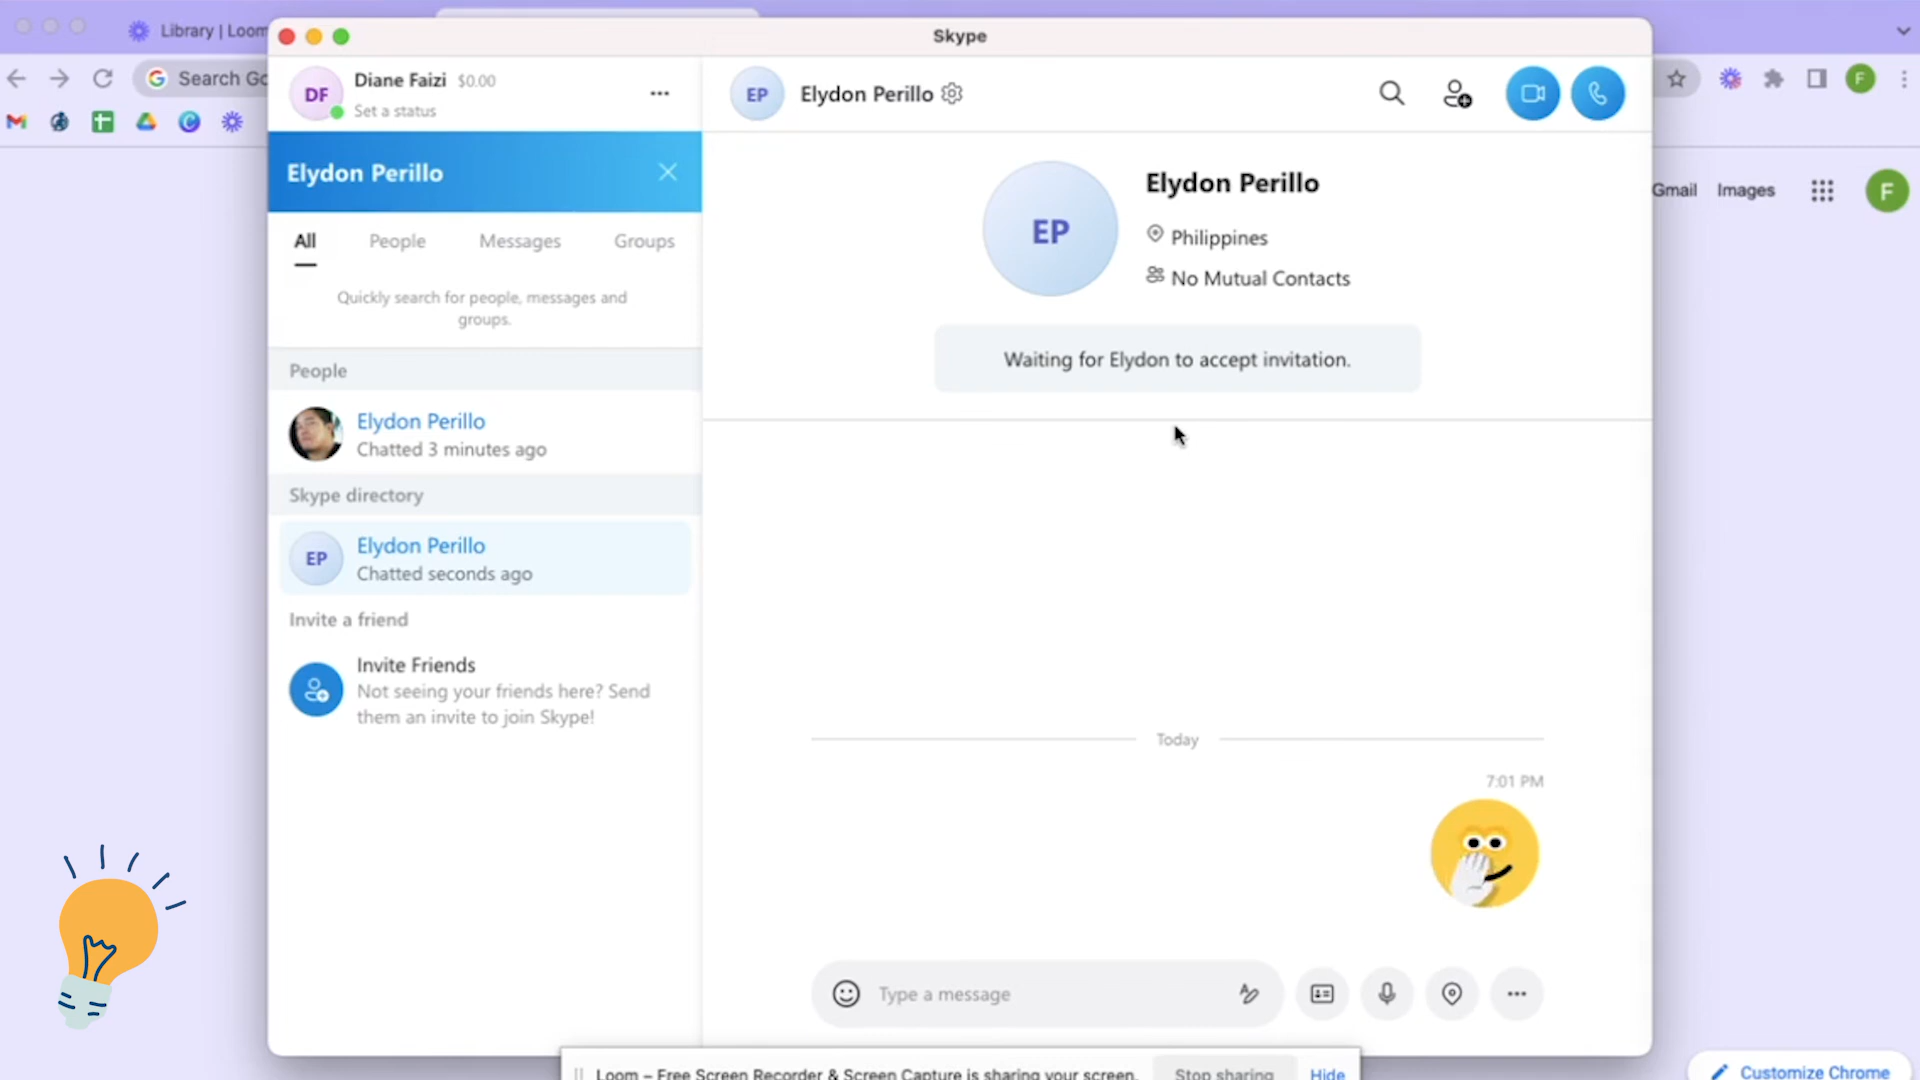 Library | Loom
Skype
Search Go
Diane Faizi $0.00
Set a status
DF
EP
Elydon Perillo
F
Gmail
Images
F
Elydon Perillo
All
People
Messages
Groups
Quickly search for people, messages and
groups.
People
Elydon Perillo
Chatted 3 minutes ago
Skype directory
EP
Elydon Perillo
Chatted seconds ago
Invite a friend
Invite Friends
Not seeing your friends here? Send
them an invite to join Skype!
EP
Elydon Perillo
Philippines
No Mutual Contacts
Waiting for Elydon to accept invitation.
Today
7:01 PM
Type a message
Loom – Free Screen Recorder & Screen Capture is sharing your screen.
Stop sharing
Hide
Customize Chrome